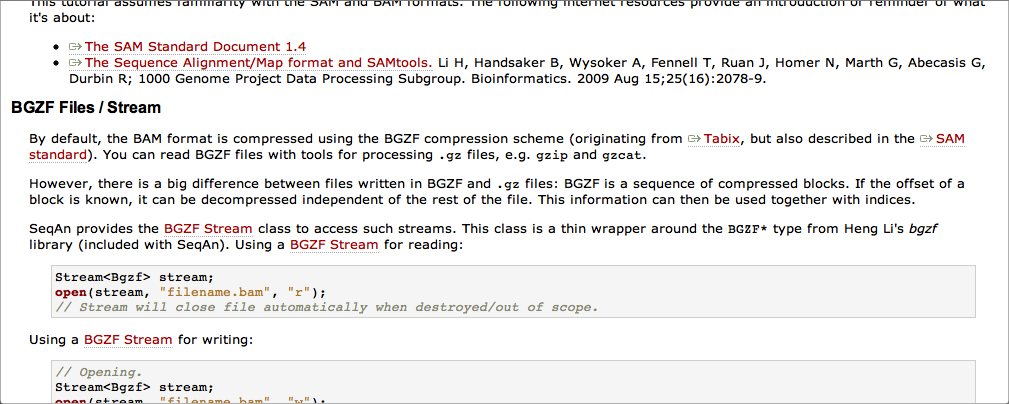 This tutorial assumes familiarity with the SAM and BAM formats. The following internet resources provide an introduction or reminder of what
it's about:
The SAM Standard Document 1.4
The Sequence Alignment/Map format and SAMtools. Li H, Handsaker B, Wysoker A, Fennell T, Ruan J, Homer N, Marth G, Abecasis G,
Durbin R; 1000 Genome Project Data Processing Subgroup. Bioinformatics. 2009 Aug 15;25(16):2078-9.
BGZF Files / Stream
By default, the BAM format is compressed using the BGZF compression scheme (originating from Tabix, but also described in the SAM
standard). You can read BGZF files with tools for processing .gz files, e.g. gzip and gzcat.
However, there is a big difference between files written in BGZF and .gz files: BGZF is a sequence of compressed blocks. If the offset of a
block is known, it can be decompressed independent of the rest of the file. This information can then be used together with indices.
SeqAn provides the BGZF Stream class to access such streams. This class is a thin wrapper around the BGZF* type from Heng Li's bgzf
library (included with SeqAn). Using a BGZF Stream for reading:
Stream<Bgzf> stream;
open(stream, "filename.bam", "r");
// Stream will close file automatically when destroyed/out of scope.
Using a BGZF Stream for writing:
// Opening.
Stream<Bgzf> stream;
open(stream, "filename.bam", "w");